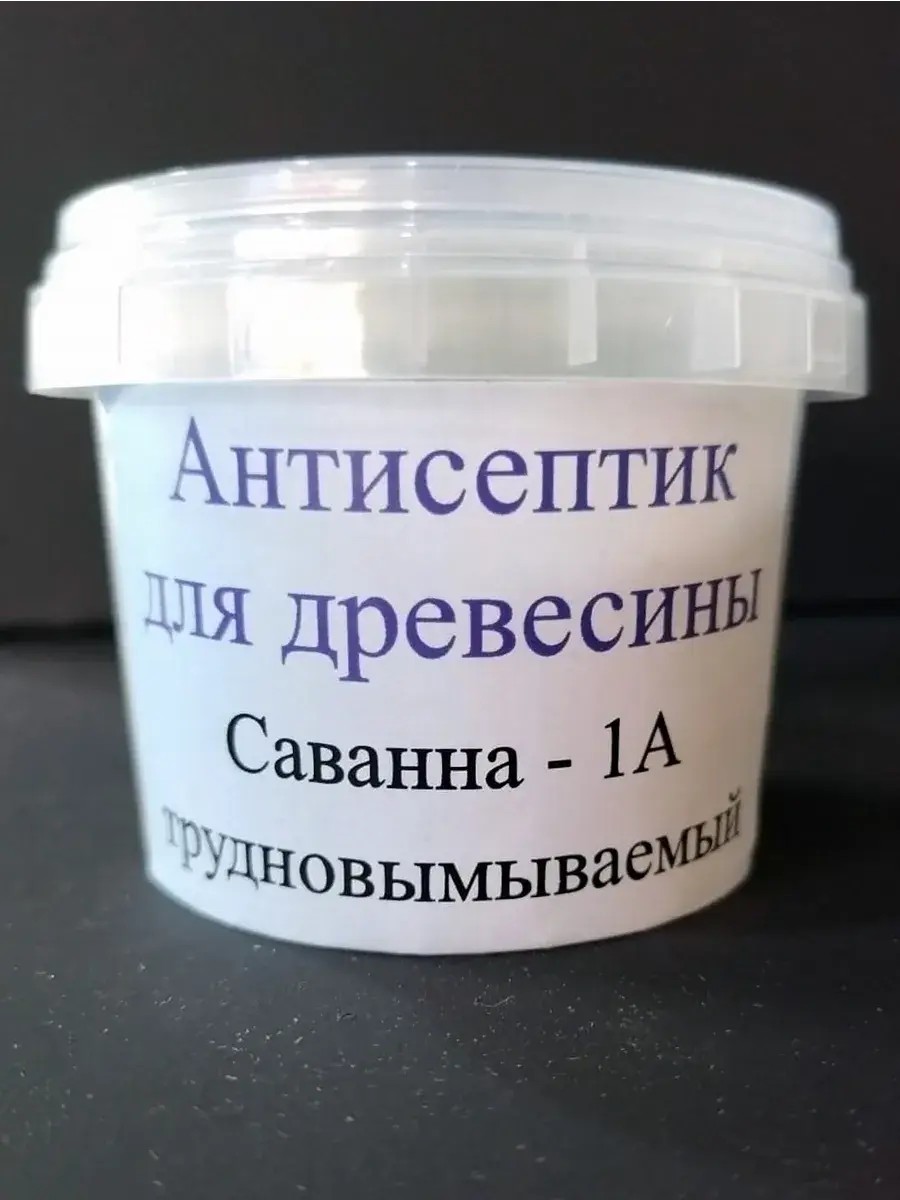 Антисептик
для древесины
Саванна - 1А
трудновымываемый